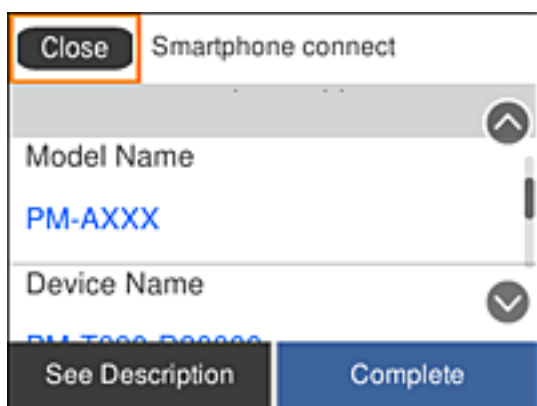 Close
Smartphone connect
Model Name
PM-AXXX
Device Name
See Description
Complete